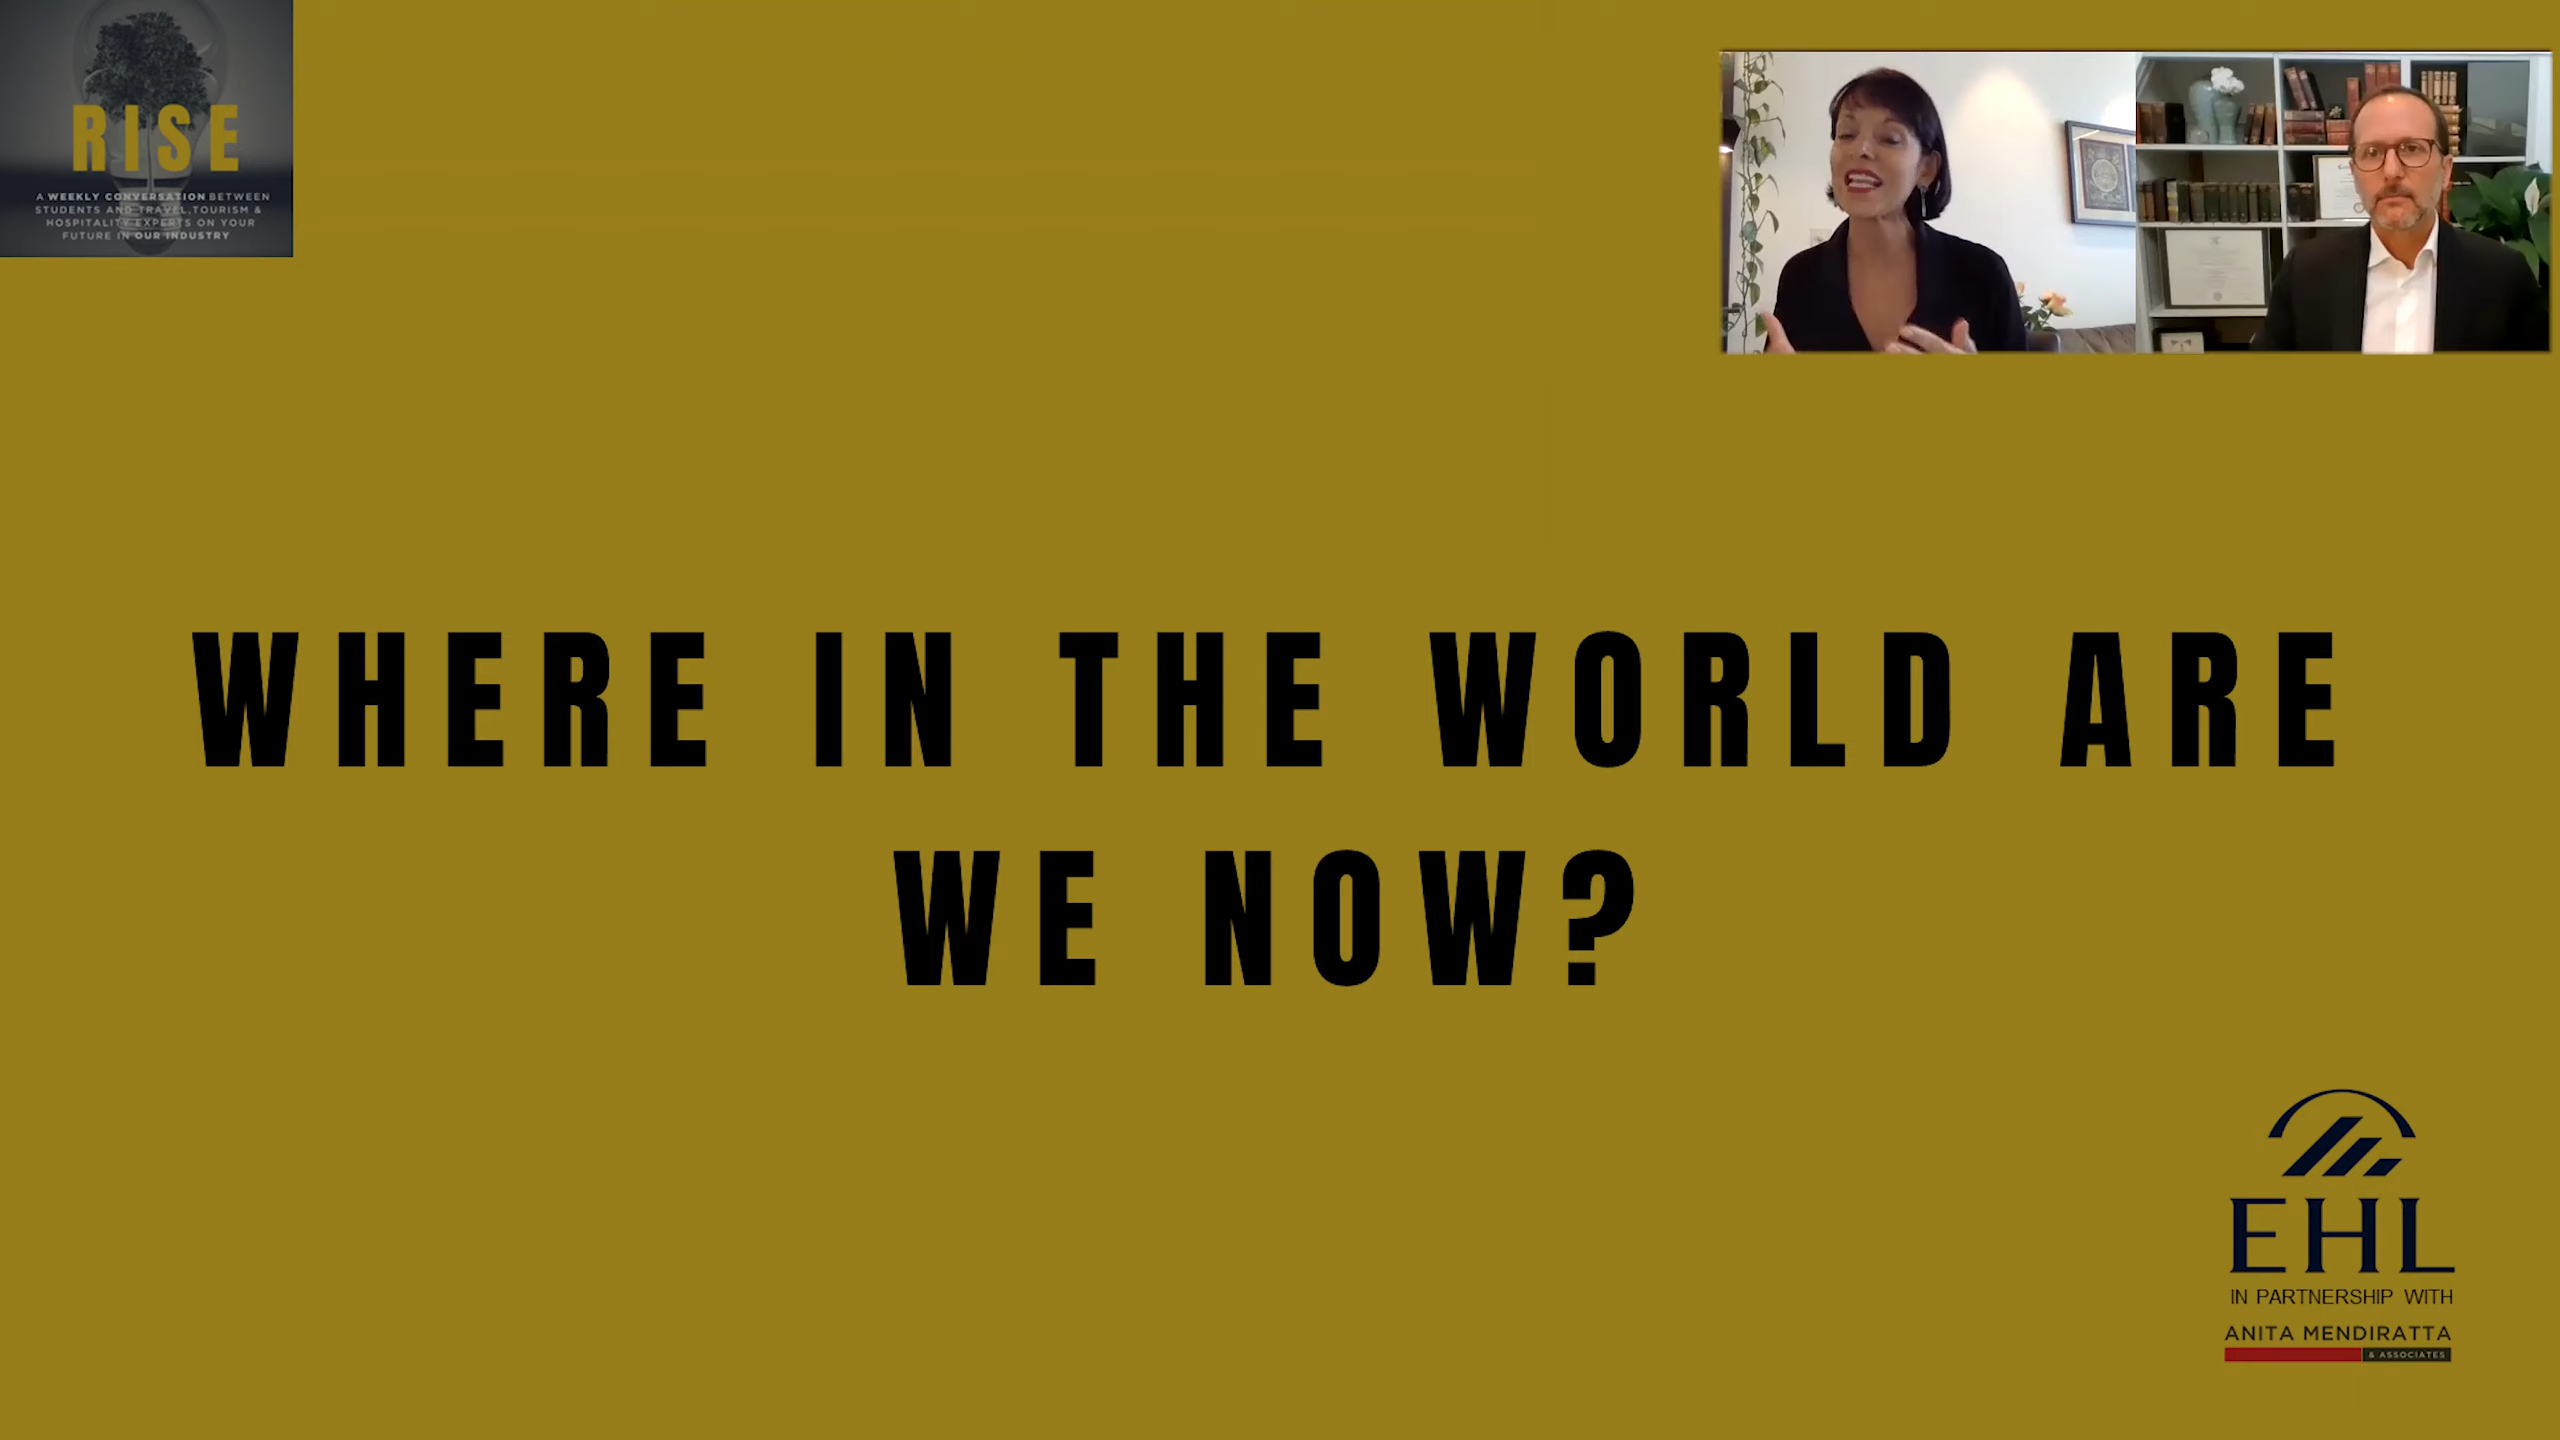 RISE
A WEEKLY CONVERSATION BETWEEN
STUDENTS AND TRAVEL, TOURISM &
HOSPITALITY EXPERTS ON YOUR
FUTURE IN OUR INDUSTRY
WHERE IN THE WORLD ARE
WE NOW?
EHL
IN PARTNERSHIP WITH
ANITA MENDIRATTA
& ASSOCIATES